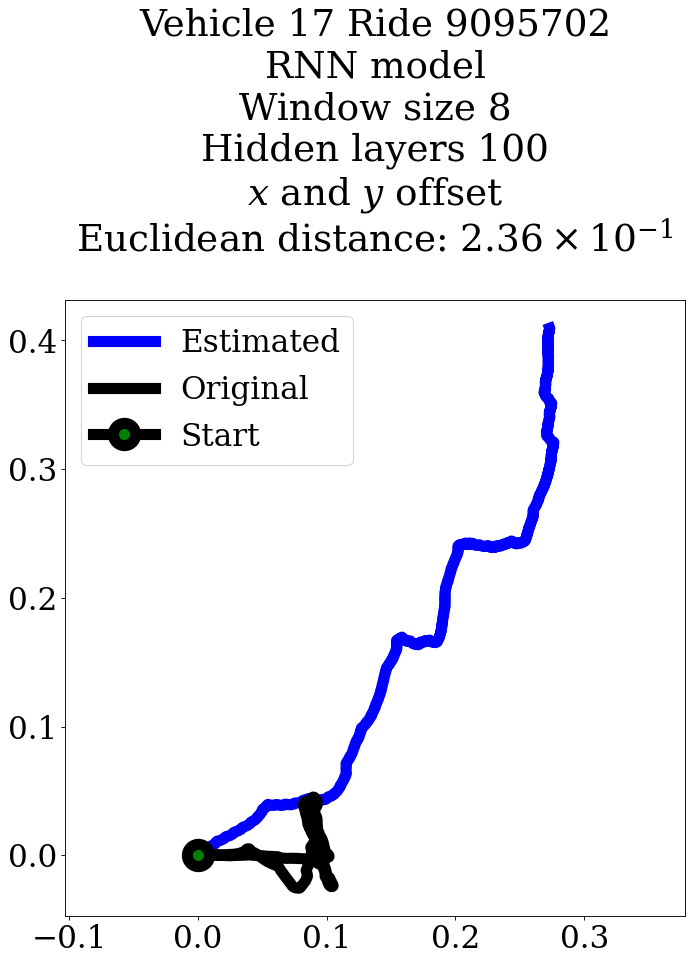 Vehicle 17 Ride 9095702
RNN model
Window size 8
Hidden layers 100
x and y offset
Euclidean distance: 2.36 × 10⁻¹
Estimated
Original
Start
0.4
0.3
0.2
0.1
0.0
−0.1 0.0 0.1 0.2 0.3